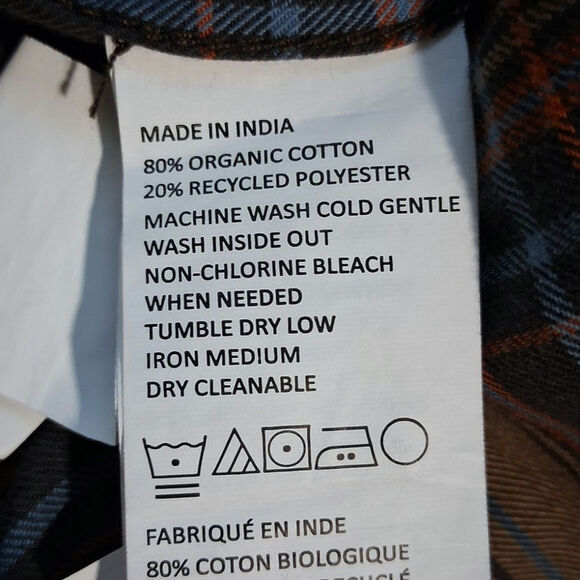 MADE IN INDIA
80% ORGANIC COTTON
20% RECYCLED POLYESTER
MACHINE WASH COLD GENTLE
WASH INSIDE OUT
NON-CHLORINE BLEACH
WHEN NEEDED
TUMBLE DRY LOW
IRON MEDIUM
DRY CLEANABLE
FABRIQUÉ EN INDE
80% COTON BIOLOGIQUE